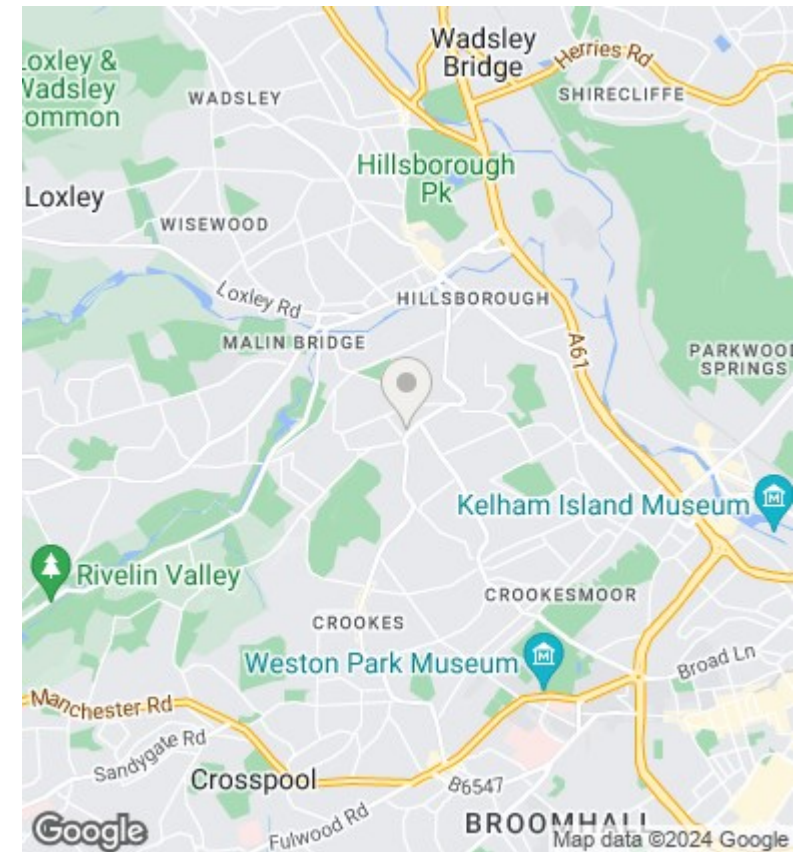 Wadsley
Bridge
Herries Rd
Loxley &
Wadsley
Common
WADSLEY
SHIRECLIFFE
Hillsborough
Pk
Loxley
WISEWOOD
Loxley Rd
HILLSBOROUGH
MALIN BRIDGE
A61
PARKWOOD
SPRINGS
Kelham Island Museum
Rivelin Valley
CROOKESMOOR
CROOKES
Weston Park Museum
Broad Ln
Manchester Rd
Sandygate Rd
Crosspool
B6547
BROOMHALL
Fulwood Rd
Google
Map data ©2024 Google